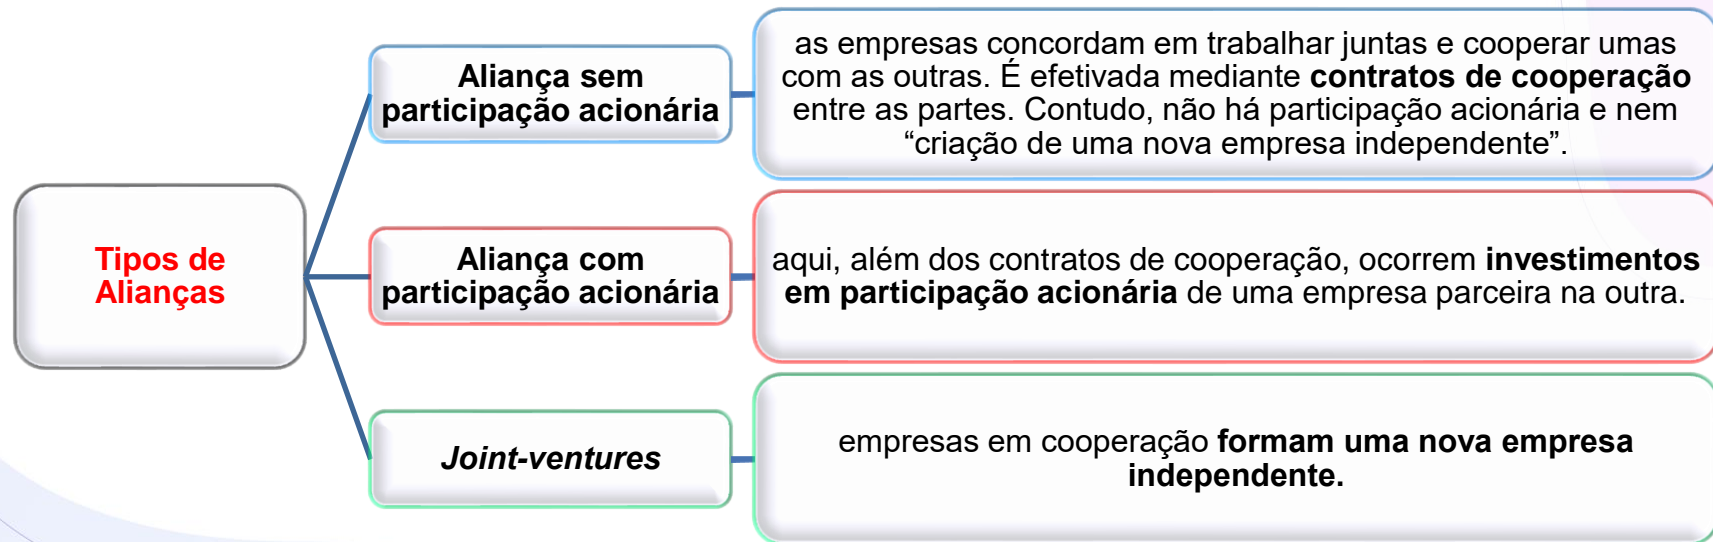 Tipos de
Alianças
Aliança sem
participação acionária
as empresas concordam em trabalhar juntas e cooperar umas
com as outras. É efetivada mediante contratos de cooperação
entre as partes. Contudo, não há participação acionária e nem
“criação de uma nova empresa independente”.
Aliança com
participação acionária
aqui, além dos contratos de cooperação, ocorrem investimentos
em participação acionária de uma empresa parceira na outra.
Joint-ventures
empresas em cooperação formam uma nova empresa
independente.